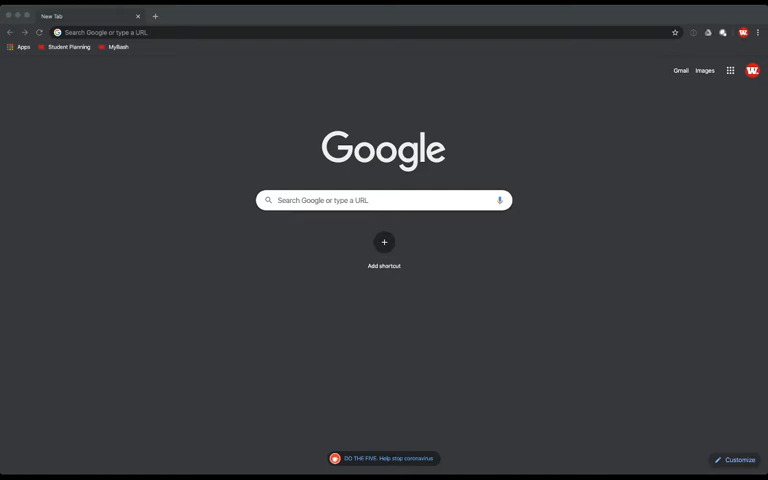 New Tab
Search Google or type a URL
Apps Student Planning MyIliash
W.
Gmail Images W.
Google
Search Google or type a URL
Add shortcut
DO THE FIVE. Help stop coronavirus
Customize